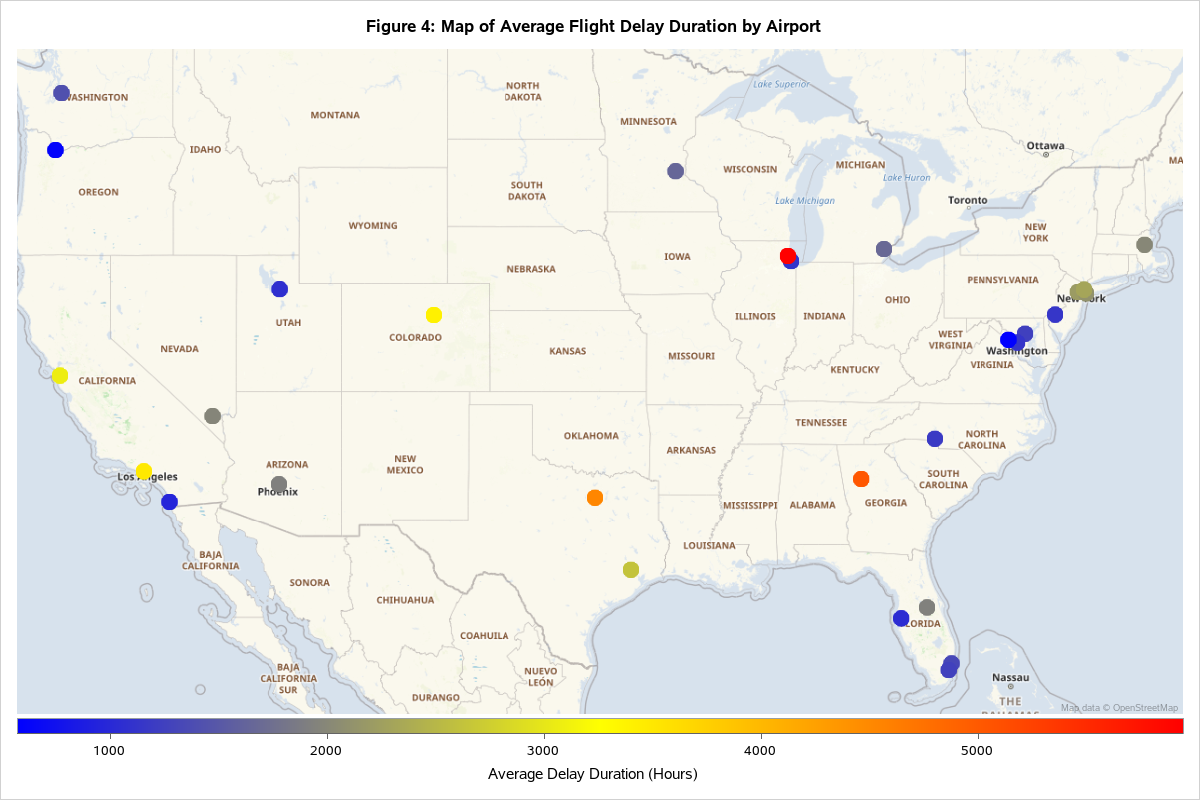 Figure 4: Map of Average Flight Delay Duration by Airport
Lake Superior
NORTH
DAKOTA
WASHINGTON
MONTANA
MINNESOTA
Ottawa
IDAHO
MICHIGAN
MA
WISCONSIN
Lake Huron
OREGON
SOUTH
DAKOTA
Lake Michigan
Toronto
WYOMING
NEW
YORK
IOWA
NEBRASKA
PENNSYLVANIA
New York
OHIO
UTAH
ILLINOIS
INDIANA
COLORADO
WEST
VIRGINIA
NEVADA
KANSAS
MISSOURI
Washington
VIRGINIA
KENTUCKY
CALIFORNIA
TENNESSEE
OKLAHOMA
NORTH
CAROLINA
ARKANSAS
ARIZONA
NEW
MEXICO
Los Angeles
SOUTH
CAROLINA
Phoenix
MISSISSIPPI
ALABAMA
GEORGIA
LOUISIANA
BAJA
CALIFORNIA
SONORA
CHIHUAHUA
LORIDA
COAHUILA
BAJA
CALIFORNIA
SUR
NUEVO
LEÓN
Nassau
DURANGO
THE
BAHAMAS
Map data © OpenStreetMap
1000 2000 3000 4000 5000
Average Delay Duration (Hours)